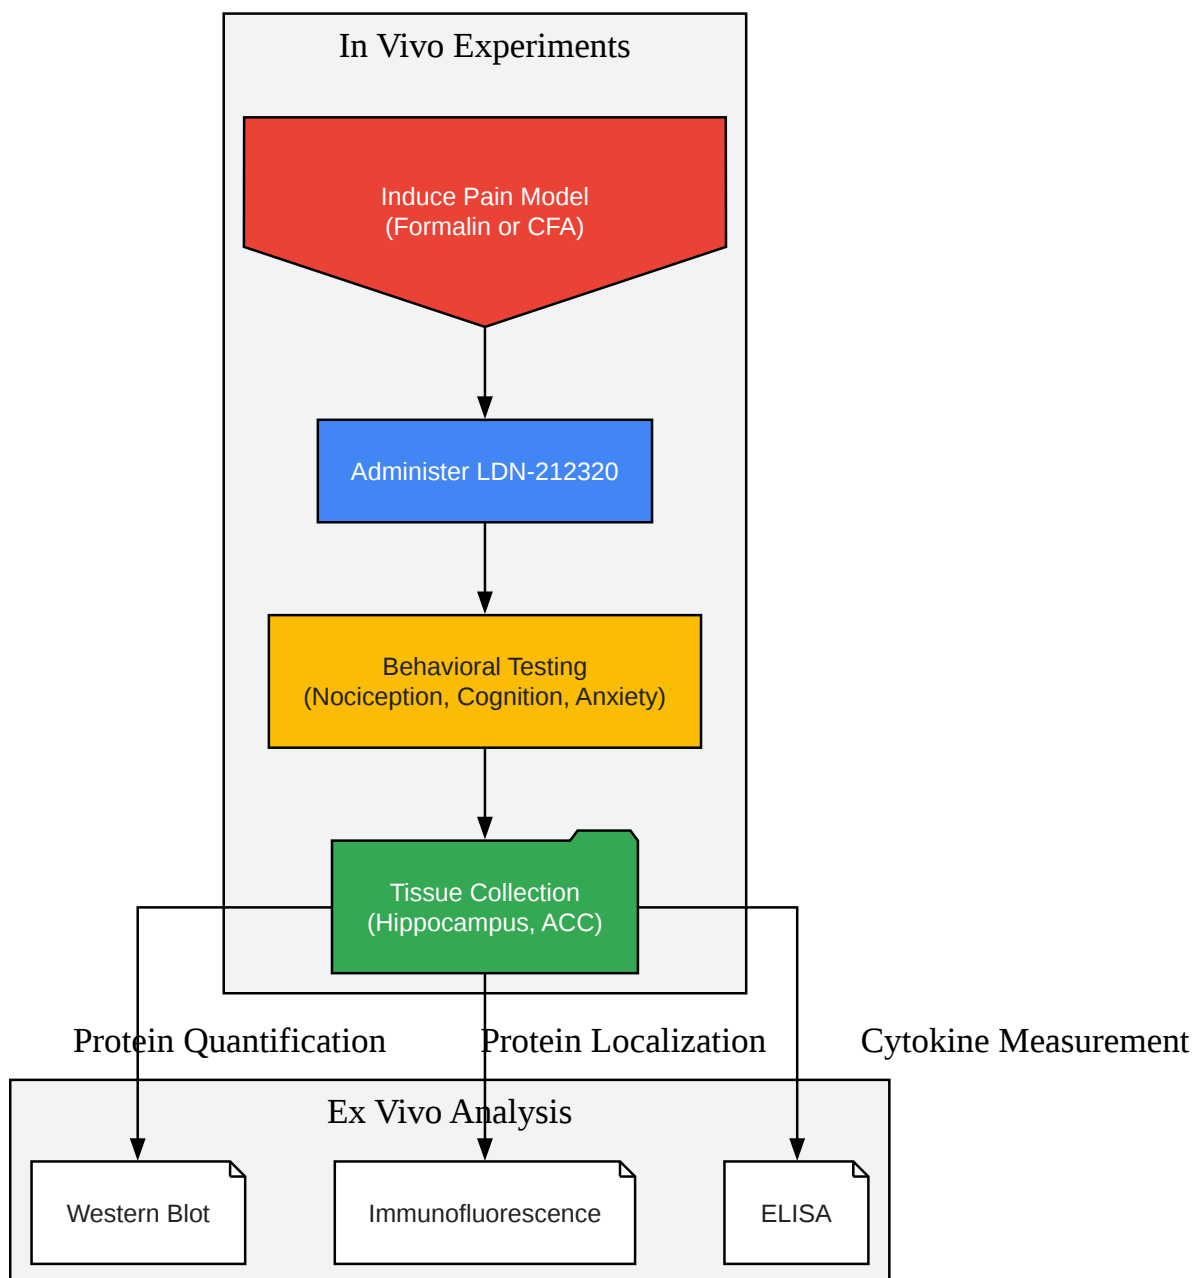 In Vivo Experiments
Induce Pain Model
(Formalin or CFA)
Administer LDN-212320
Behavioral Testing
(Nociception, Cognition, Anxiety)
Tissue Collection
(Hippocampus, ACC)
Protein Quantification
Protein Localization
Cytokine Measurement
Ex Vivo Analysis
Western Blot
Immunofluorescence
ELISA